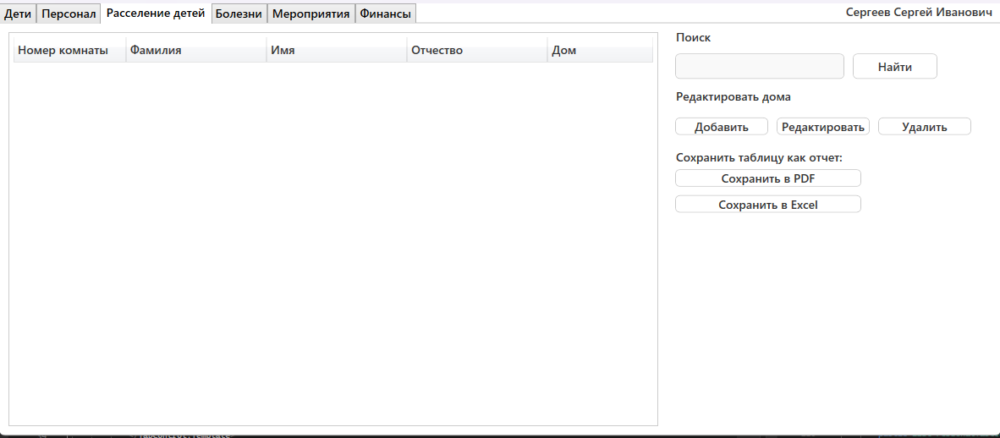 Дети Персонал Расселение детей Болезни Мероприятия Финансы Сергеев Сергей Иванович
Номер комнаты Фамилия Имя Отчество Дом
Поиск
Найти
Редактировать дома
Добавить Редактировать Удалить
Сохранить таблицу как отчет:
Сохранить в PDF
Сохранить в Excel